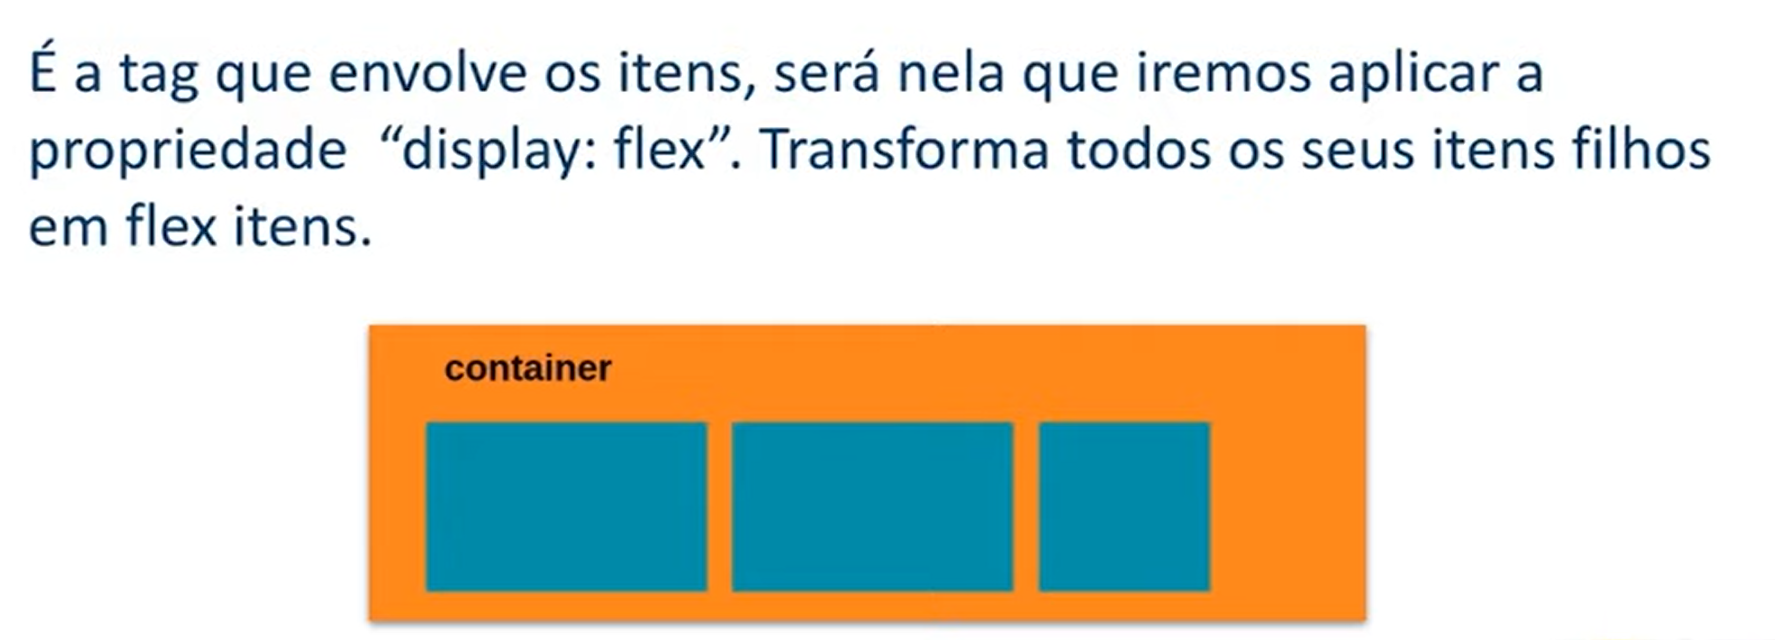 É a tag que envolve os itens, será nela que iremos aplicar a
propriedade “display: flex”. Transforma todos os seus itens filhos
em flex itens.
container